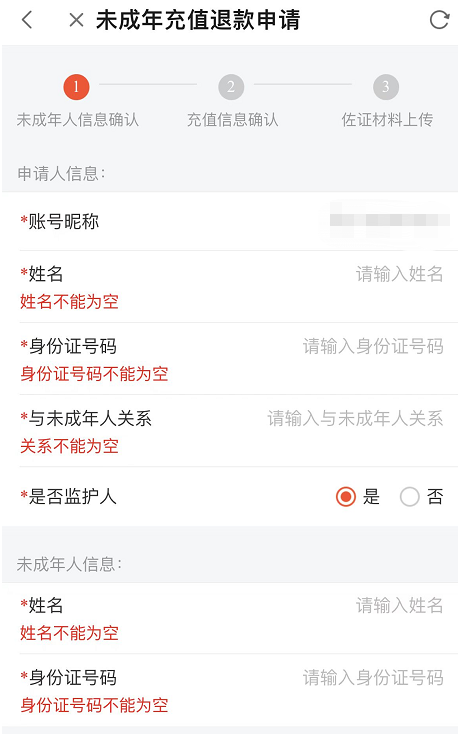 未成年充值退款申请
1
2
3
未成年人信息确认
充值信息确认
佐证材料上传
申请人信息:
*账号昵称
*姓名
请输入姓名
姓名不能为空
*身份证号码
请输入身份证号码
身份证号码不能为空
*与未成年人关系
请输入与未成年人关系
关系不能为空
*是否监护人
是
否
未成年人信息:
*姓名
请输入姓名
姓名不能为空
*身份证号码
请输入身份证号码
身份证号码不能为空